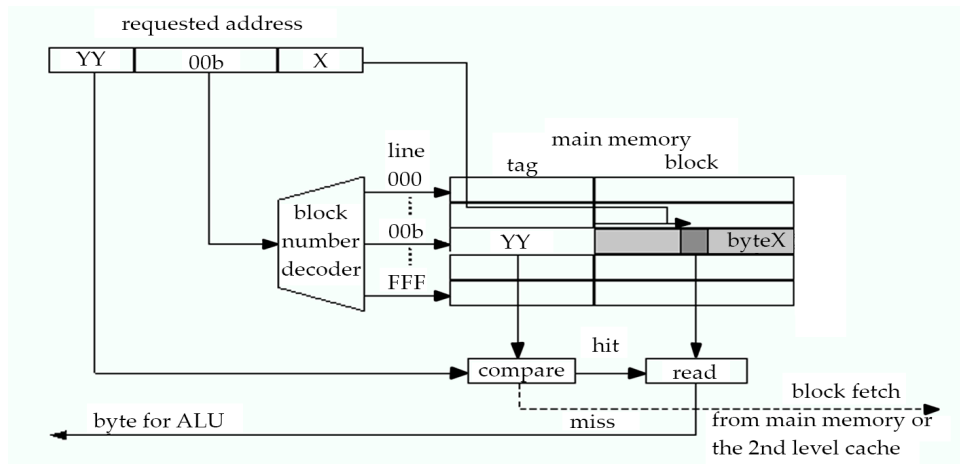 requested address
YY 00b X
main memory
line
tag block
000
block
number
decoder
00b
YY byteX
FFF
hit
compare read
block fetch
byte for ALU miss from main memory or
the 2nd level cache